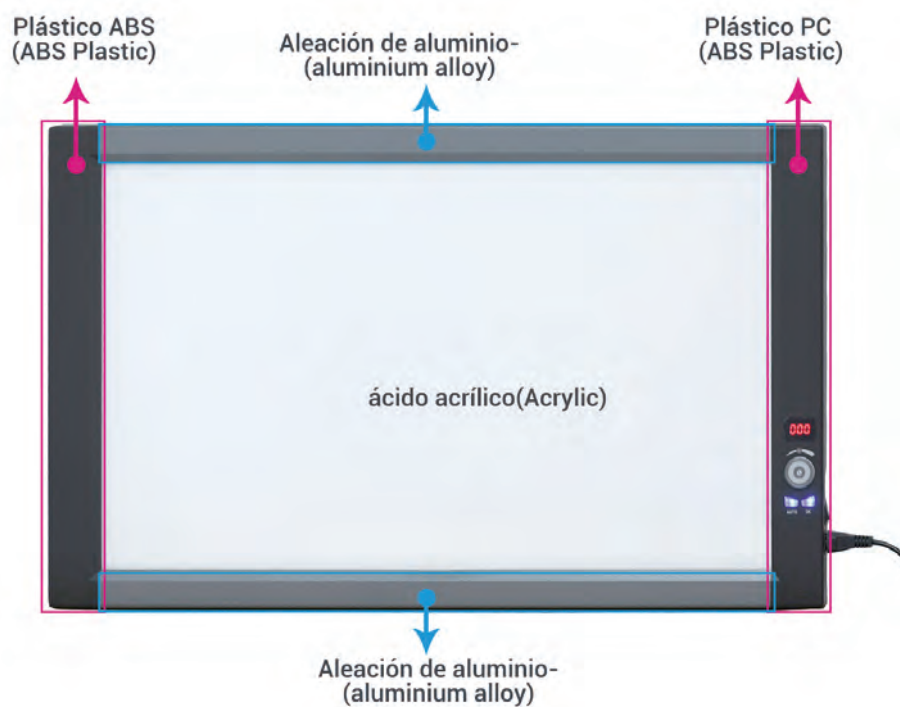 Plástico ABS
(ABS Plastic)
Aleación de aluminio-
(aluminium alloy)
Plástico PC
(ABS Plastic)
ácido acrílico(Acrylic)
000
AUTO
Aleación de aluminio-
(aluminium alloy)